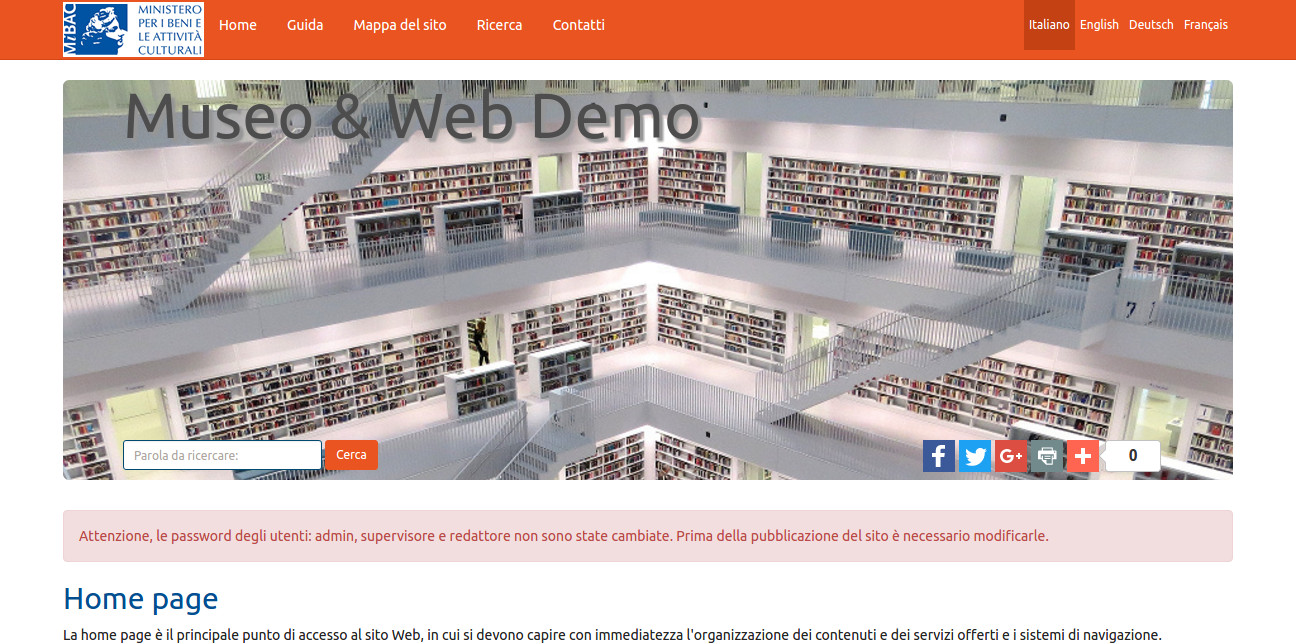 MiBAC
MINISTERO
PER I BENI E
LE ATTIVITÀ
CULTURALI
Home
Guida
Mappa del sito
Ricerca
Contatti
Italiano
English
Deutsch
Français
Museo & Web Demo
7
Parola da ricercare:
Cerca
G+
0
Attenzione, le password degli utenti: admin, supervisore e redattore non sono state cambiate. Prima della pubblicazione del sito è necessario modificarle.
Home page
La home page è il principale punto di accesso al sito Web, in cui si devono capire con immediatezza l'organizzazione dei contenuti e dei servizi offerti e i sistemi di navigazione.